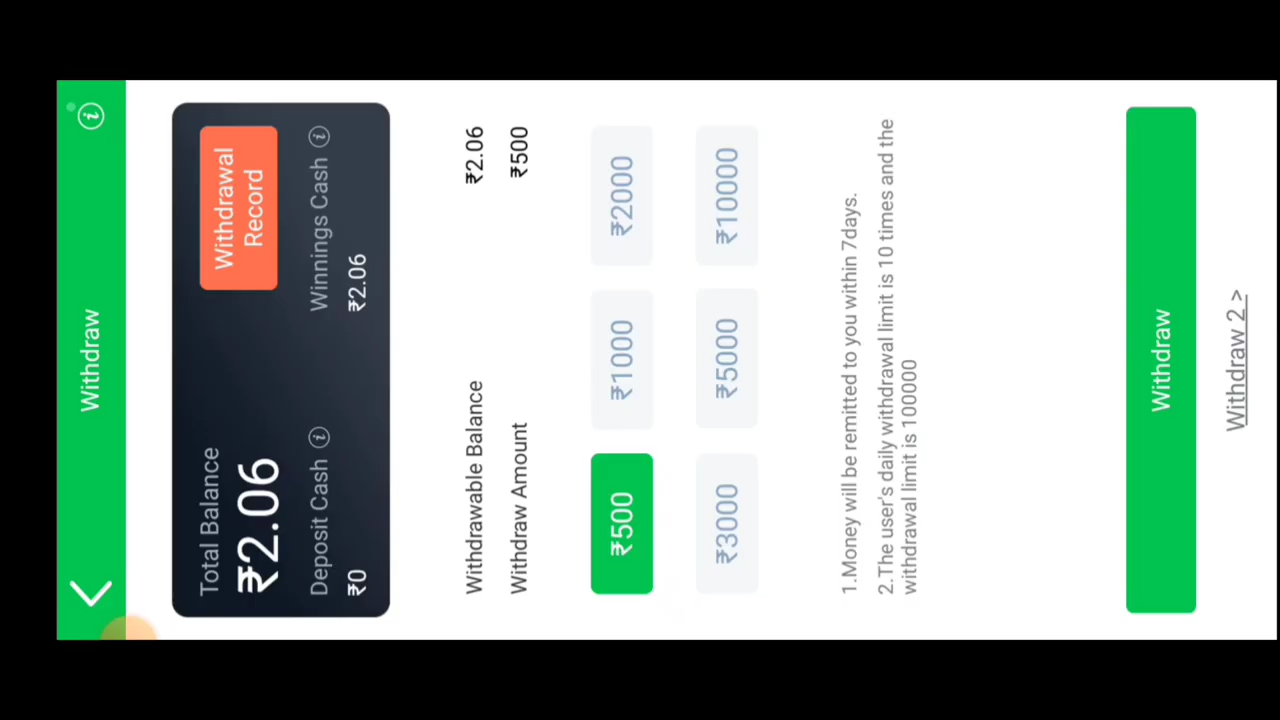 Withdraw
Total Balance
₹2.06
Withdrawal
Record
Deposit Cash
Winnings Cash
₹0
₹2.06
Withdrawable Balance ₹2.06
Withdraw Amount ₹500
₹500 ₹1000 ₹2000
₹3000 ₹5000 ₹10000
1.Money will be remitted to you within 7days.
2.The user's daily withdrawal limit is 10 times and the
withdrawal limit is 100000
Withdraw
Withdraw 2 >